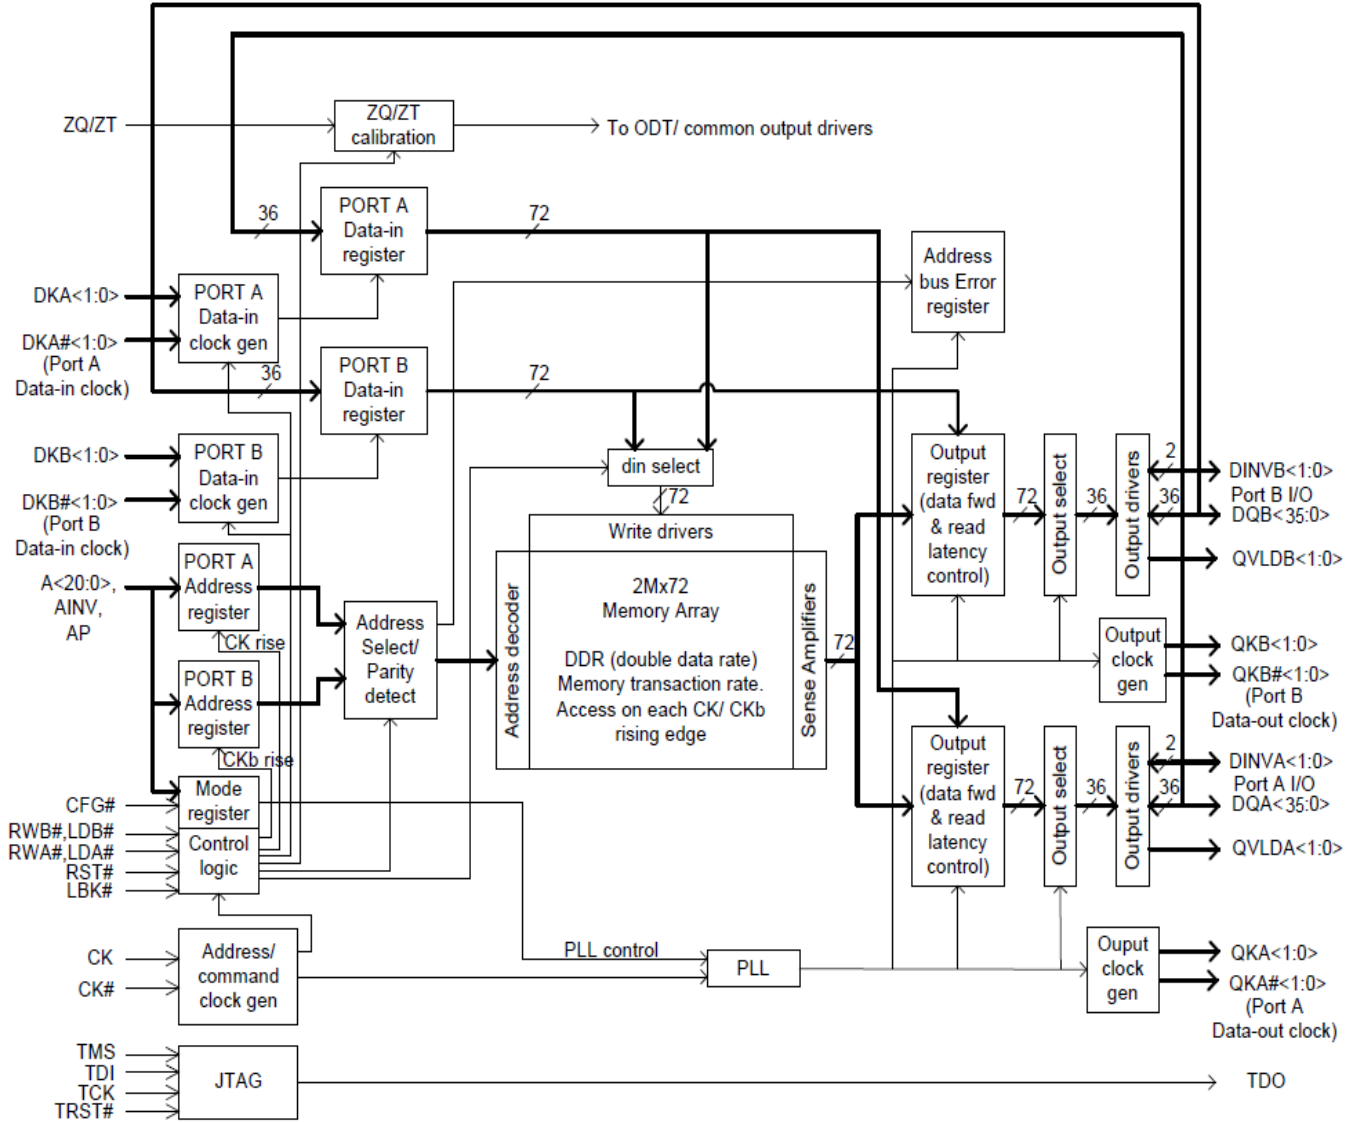 ZQ/ZT
ZQ/ZT
calibration
To ODT/ common output drivers
36
PORT A
Data-in
register
72
Address
bus Error
register
DKA<1:0>
DKA#<1:0>
(Port A
Data-in clock)
PORT A
Data-in
clock gen
36
PORT B
Data-in
register
72
DKB<1:0>
DKB#<1:0>
(Port B
Data-in clock)
PORT B
Data-in
clock gen
din select
72
Write drivers
Output
register
(data fwd
& read
latency
control)
72
Output select
36
Output drivers
2
36
DINVB<1:0>
Port B I/O
DQB<35:0>
QVLDB<1:0>
A<20:0>,
AINV,
AP
PORT A
Address
register
CK rise
PORT B
Address
register
CKb rise
Address
Select/
Parity
detect
Address decoder
2Mx72
Memory Array
DDR (double data rate)
Memory transaction rate.
Access on each CK/ CKb
rising edge
Sense Amplifiers
72
Output
clock
gen
QKB<1:0>
QKB#<1:0>
(Port B
Data-out clock)
Mode
register
Control
logic
CFG#
RWB#,LDB#
RWA#,LDA#
RST#
LBK#
Output
register
(data fwd
& read
latency
control)
72
Output select
36
Output drivers
2
36
DINVA<1:0>
Port A I/O
DQA<35:0>
QVLDA<1:0>
CK
CK#
Address/
command
clock gen
PLL control
PLL
Ouput
clock
gen
QKA<1:0>
QKA#<1:0>
(Port A
Data-out clock)
TMS
TDI
TCK
TRST#
JTAG
TDO